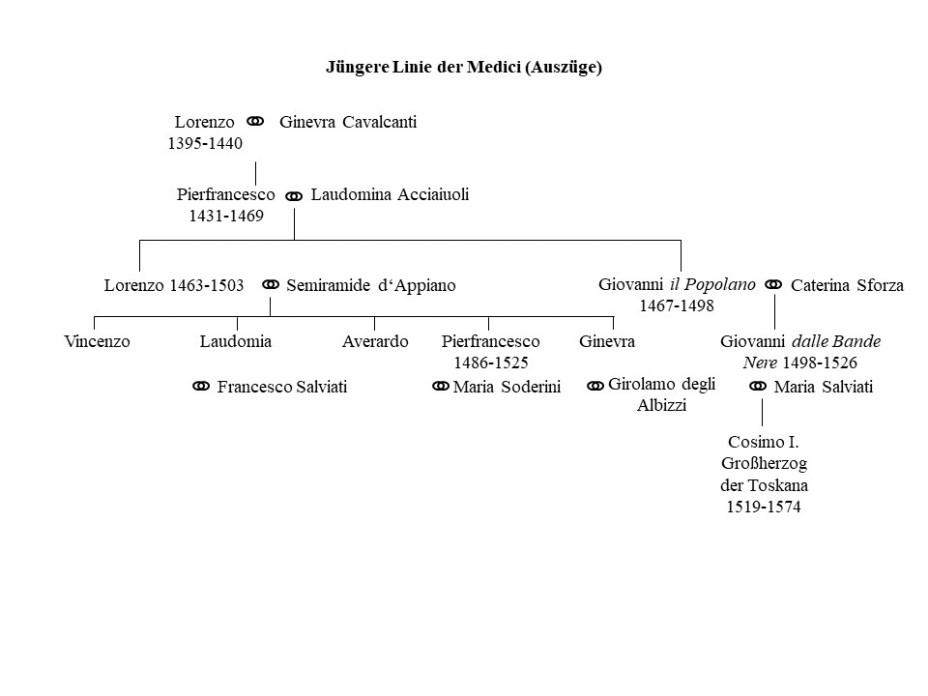 Jüngere Linie der Medici (Auszüge)
Lorenzo ⚭ Ginevra Cavalcanti
1395-1440
Pierfrancesco ⚭ Laudomina Acciaiuoli
1431-1469
Lorenzo 1463-1503 ⚭ Semiramide d‘Appiano
Giovanni il Popolano ⚭ Caterina Sforza
1467-1498
Vincenzo
Laudomia
⚭ Francesco Salviati
Averardo
Pierfrancesco
1486-1525
⚭ Maria Soderini
Ginevra
⚭ Girolamo degli
Albizzi
Giovanni dalle Bande
Nere 1498-1526
⚭ Maria Salviati
Cosimo I.
Großherzog
der Toskana
1519-1574